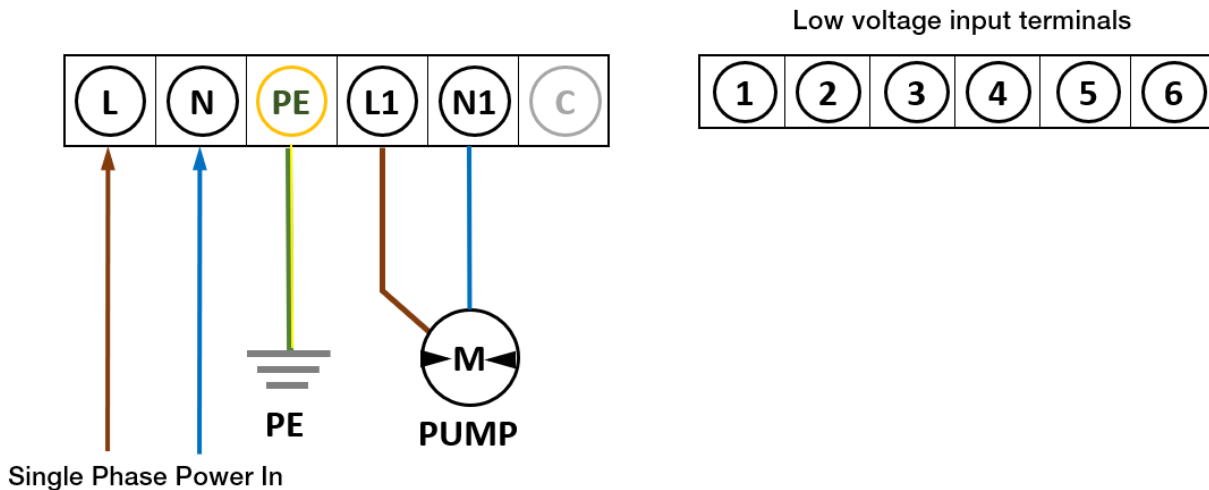 Low voltage input terminals
L N PE L1 N1 C
1 2 3 4 5 6
M
PE
PUMP
Single Phase Power In